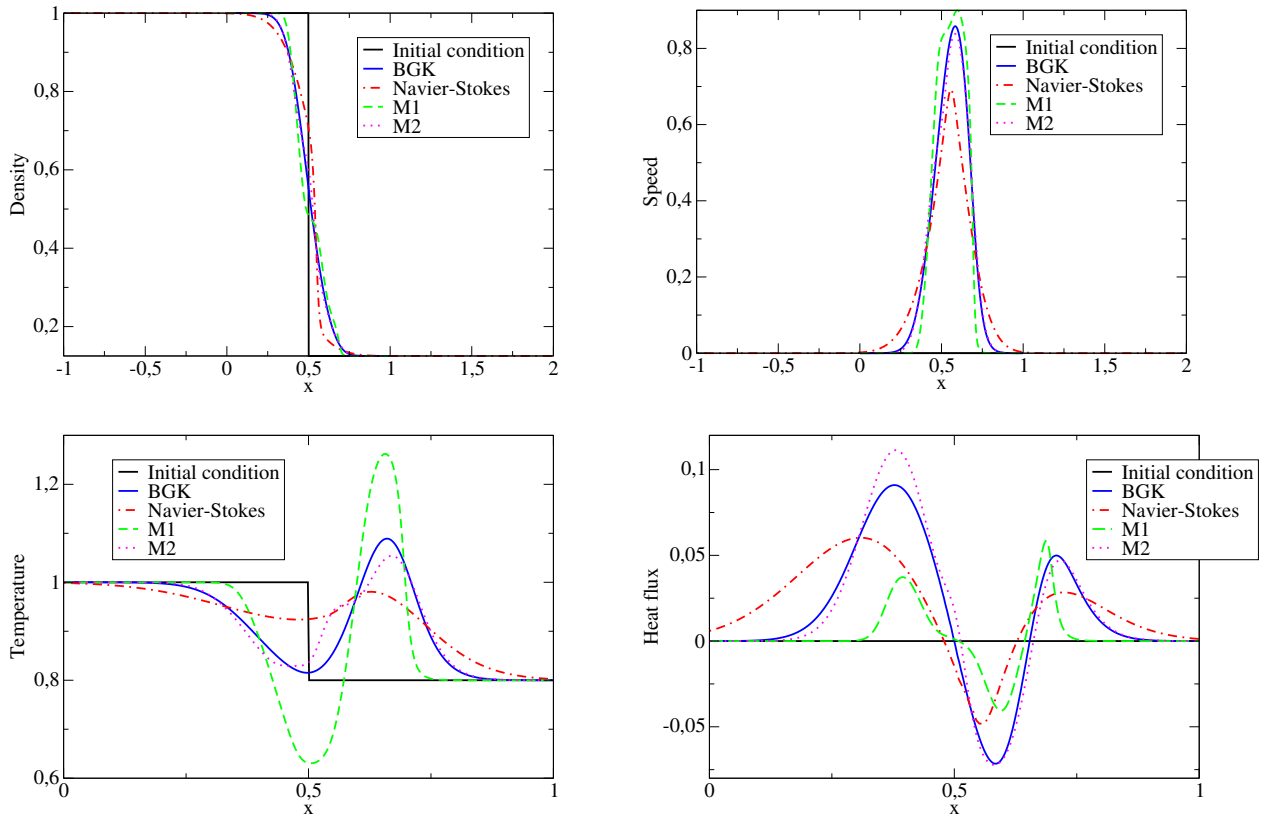 Density
1
0,8
0,6
0,4
0,2
-1
-0,5
0
0,5
1
1,5
2
x
Initial condition
BGK
Navier-Stokes
M1
M2
Speed
0,8
0,6
0,4
0,2
0
-1
-0,5
0
0,5
1
1,5
2
x
Initial condition
BGK
Navier-Stokes
M1
M2
Temperature
1,2
1
0,8
0,6
0
0,5
1
x
Initial condition
BGK
Navier-Stokes
M1
M2
Heat flux
0,1
0,05
0
-0,05
0
0,5
1
x
Initial condition
BGK
Navier-Stokes
M1
M2